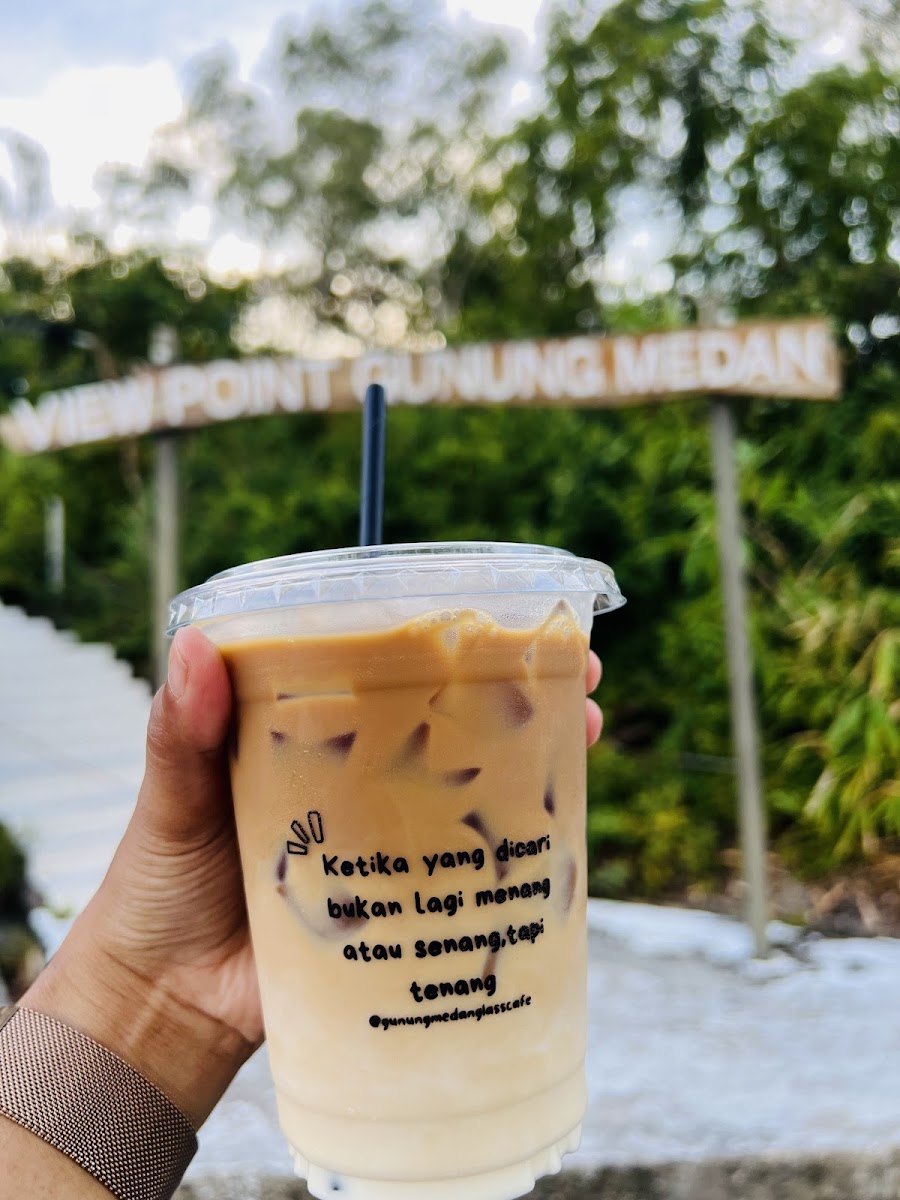 VIEW POINT GUNUNG MEDAN
Ketika yang dicari
bukan lagi menang
atau senang,tapi
tenang
@gunungmedanglasscafe